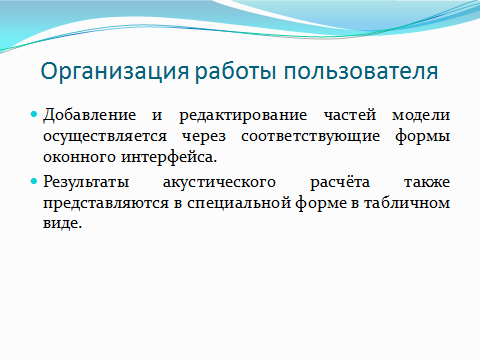 Организация работы пользователя
Добавление и редактирование частей модели
осуществляется через соответствующие формы
оконного интерфейса.
Результаты акустического расчёта также
представляются в специальной форме в табличном
виде.